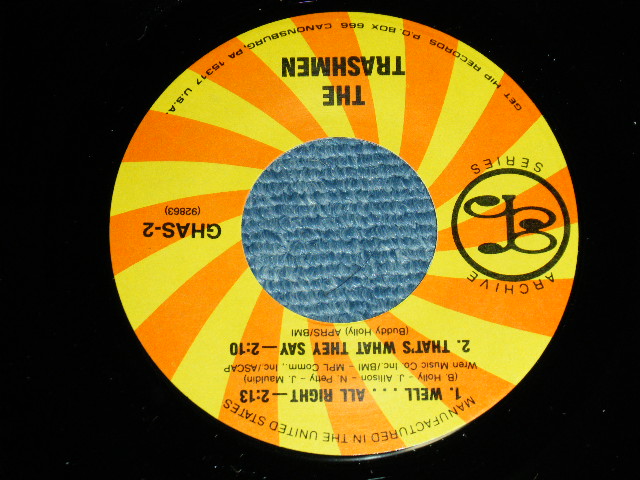 MANUFACTURED IN THE UNITED STATES
1. WELL.... ALL RIGHT—2:13
(B. Holly - J. Allison - N. Petty - J. Mauldin)
Wren Music Co. Inc/BMI - MPL Comm., Inc/ASCAP
2. THAT'S WHAT THEY SAY—2:10
(Buddy Holly) APRS/BMI
ARCHIVE
SERIES
GHAS-2
(92863)
THE
TRASHMEN
GET HIP RECORDS P.O. BOX 666, CANONSBURG, PA 15317 U.S.A.